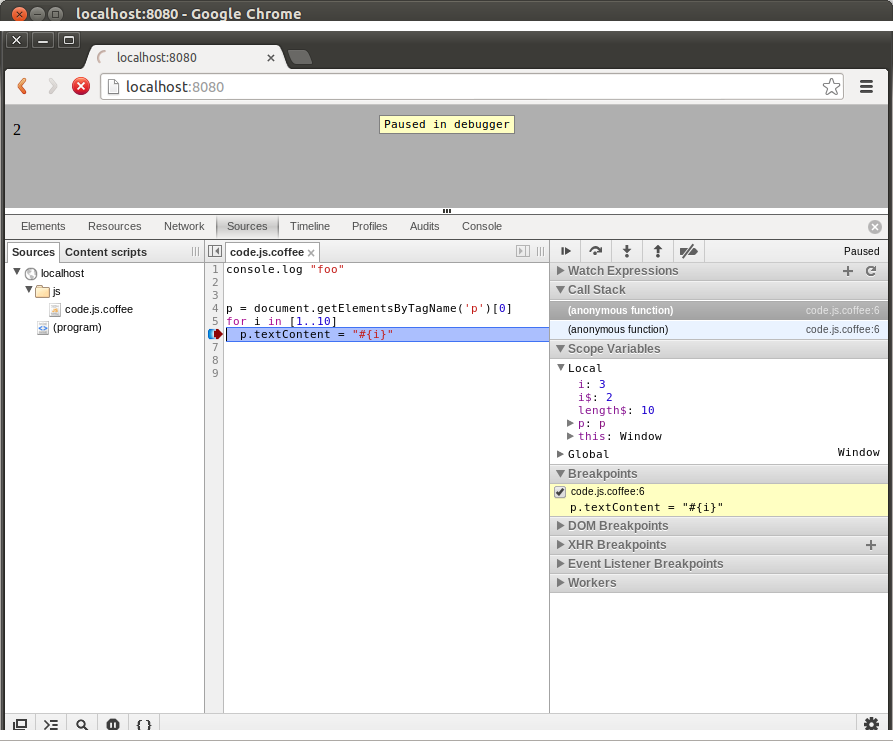 localhost:8080 - Google Chrome
localhost:8080
localhost:8080
2
Paused in debugger
Elements Resources Network Sources Timeline Profiles Audits Console
Sources Content scripts
localhost
js
code.js.coffee
(program)
code.js.coffee
1 console.log "foo"
2
3
4 p = document.getElementsByTagName('p')[0]
5 for i in [1..10]
p.textContent = "#{i}"
7
8
9
Paused
Watch Expressions
Call Stack
(anonymous function) code.js.coffee:6
(anonymous function) code.js.coffee:6
Scope Variables
Local
i: 3
i$: 2
length$: 10
p: p
this: Window
Global Window
Breakpoints
code.js.coffee:6
p.textContent = "#{i}"
DOM Breakpoints
XHR Breakpoints
Event Listener Breakpoints
Workers
{ }